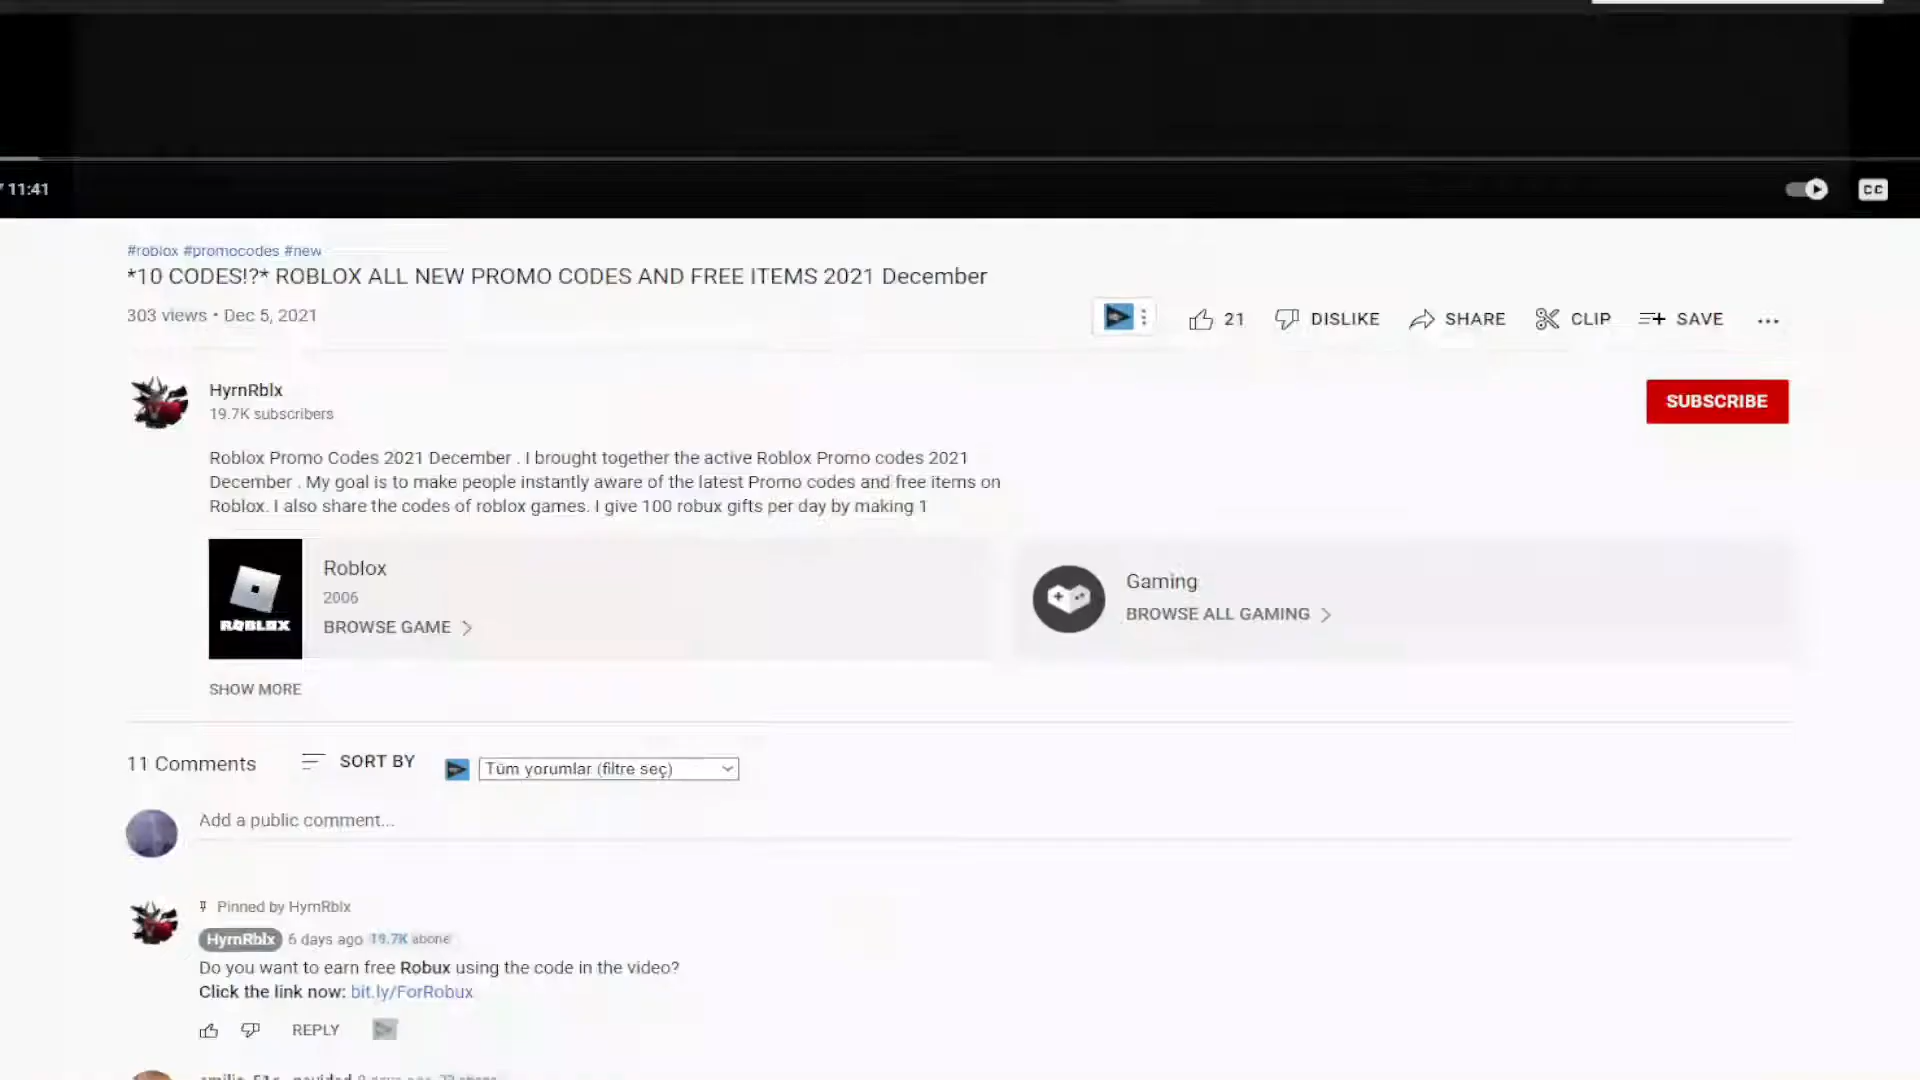 / 11:41
CC
#roblox #promocodes #new
*10 CODES!?* ROBLOX ALL NEW PROMO CODES AND FREE ITEMS 2021 December
303 views • Dec 5, 2021
21 DISLIKE SHARE CLIP SAVE ...
HyrnRblx
19.7K subscribers
SUBSCRIBE
Roblox Promo Codes 2021 December . I brought together the active Roblox Promo codes 2021
December . My goal is to make people instantly aware of the latest Promo codes and free items on
Roblox. I also share the codes of roblox games. I give 100 robux gifts per day by making 1
ROBLOX
Roblox
2006
BROWSE GAME
Gaming
BROWSE ALL GAMING
SHOW MORE
11 Comments SORT BY Tüm yorumlar (filtre seç)
Add a public comment...
Pinned by HyrnRblx
HyrnRblx 6 days ago 19.7K abone
Do you want to earn free Robux using the code in the video?
Click the link now: bit.ly/ForRobux
REPLY